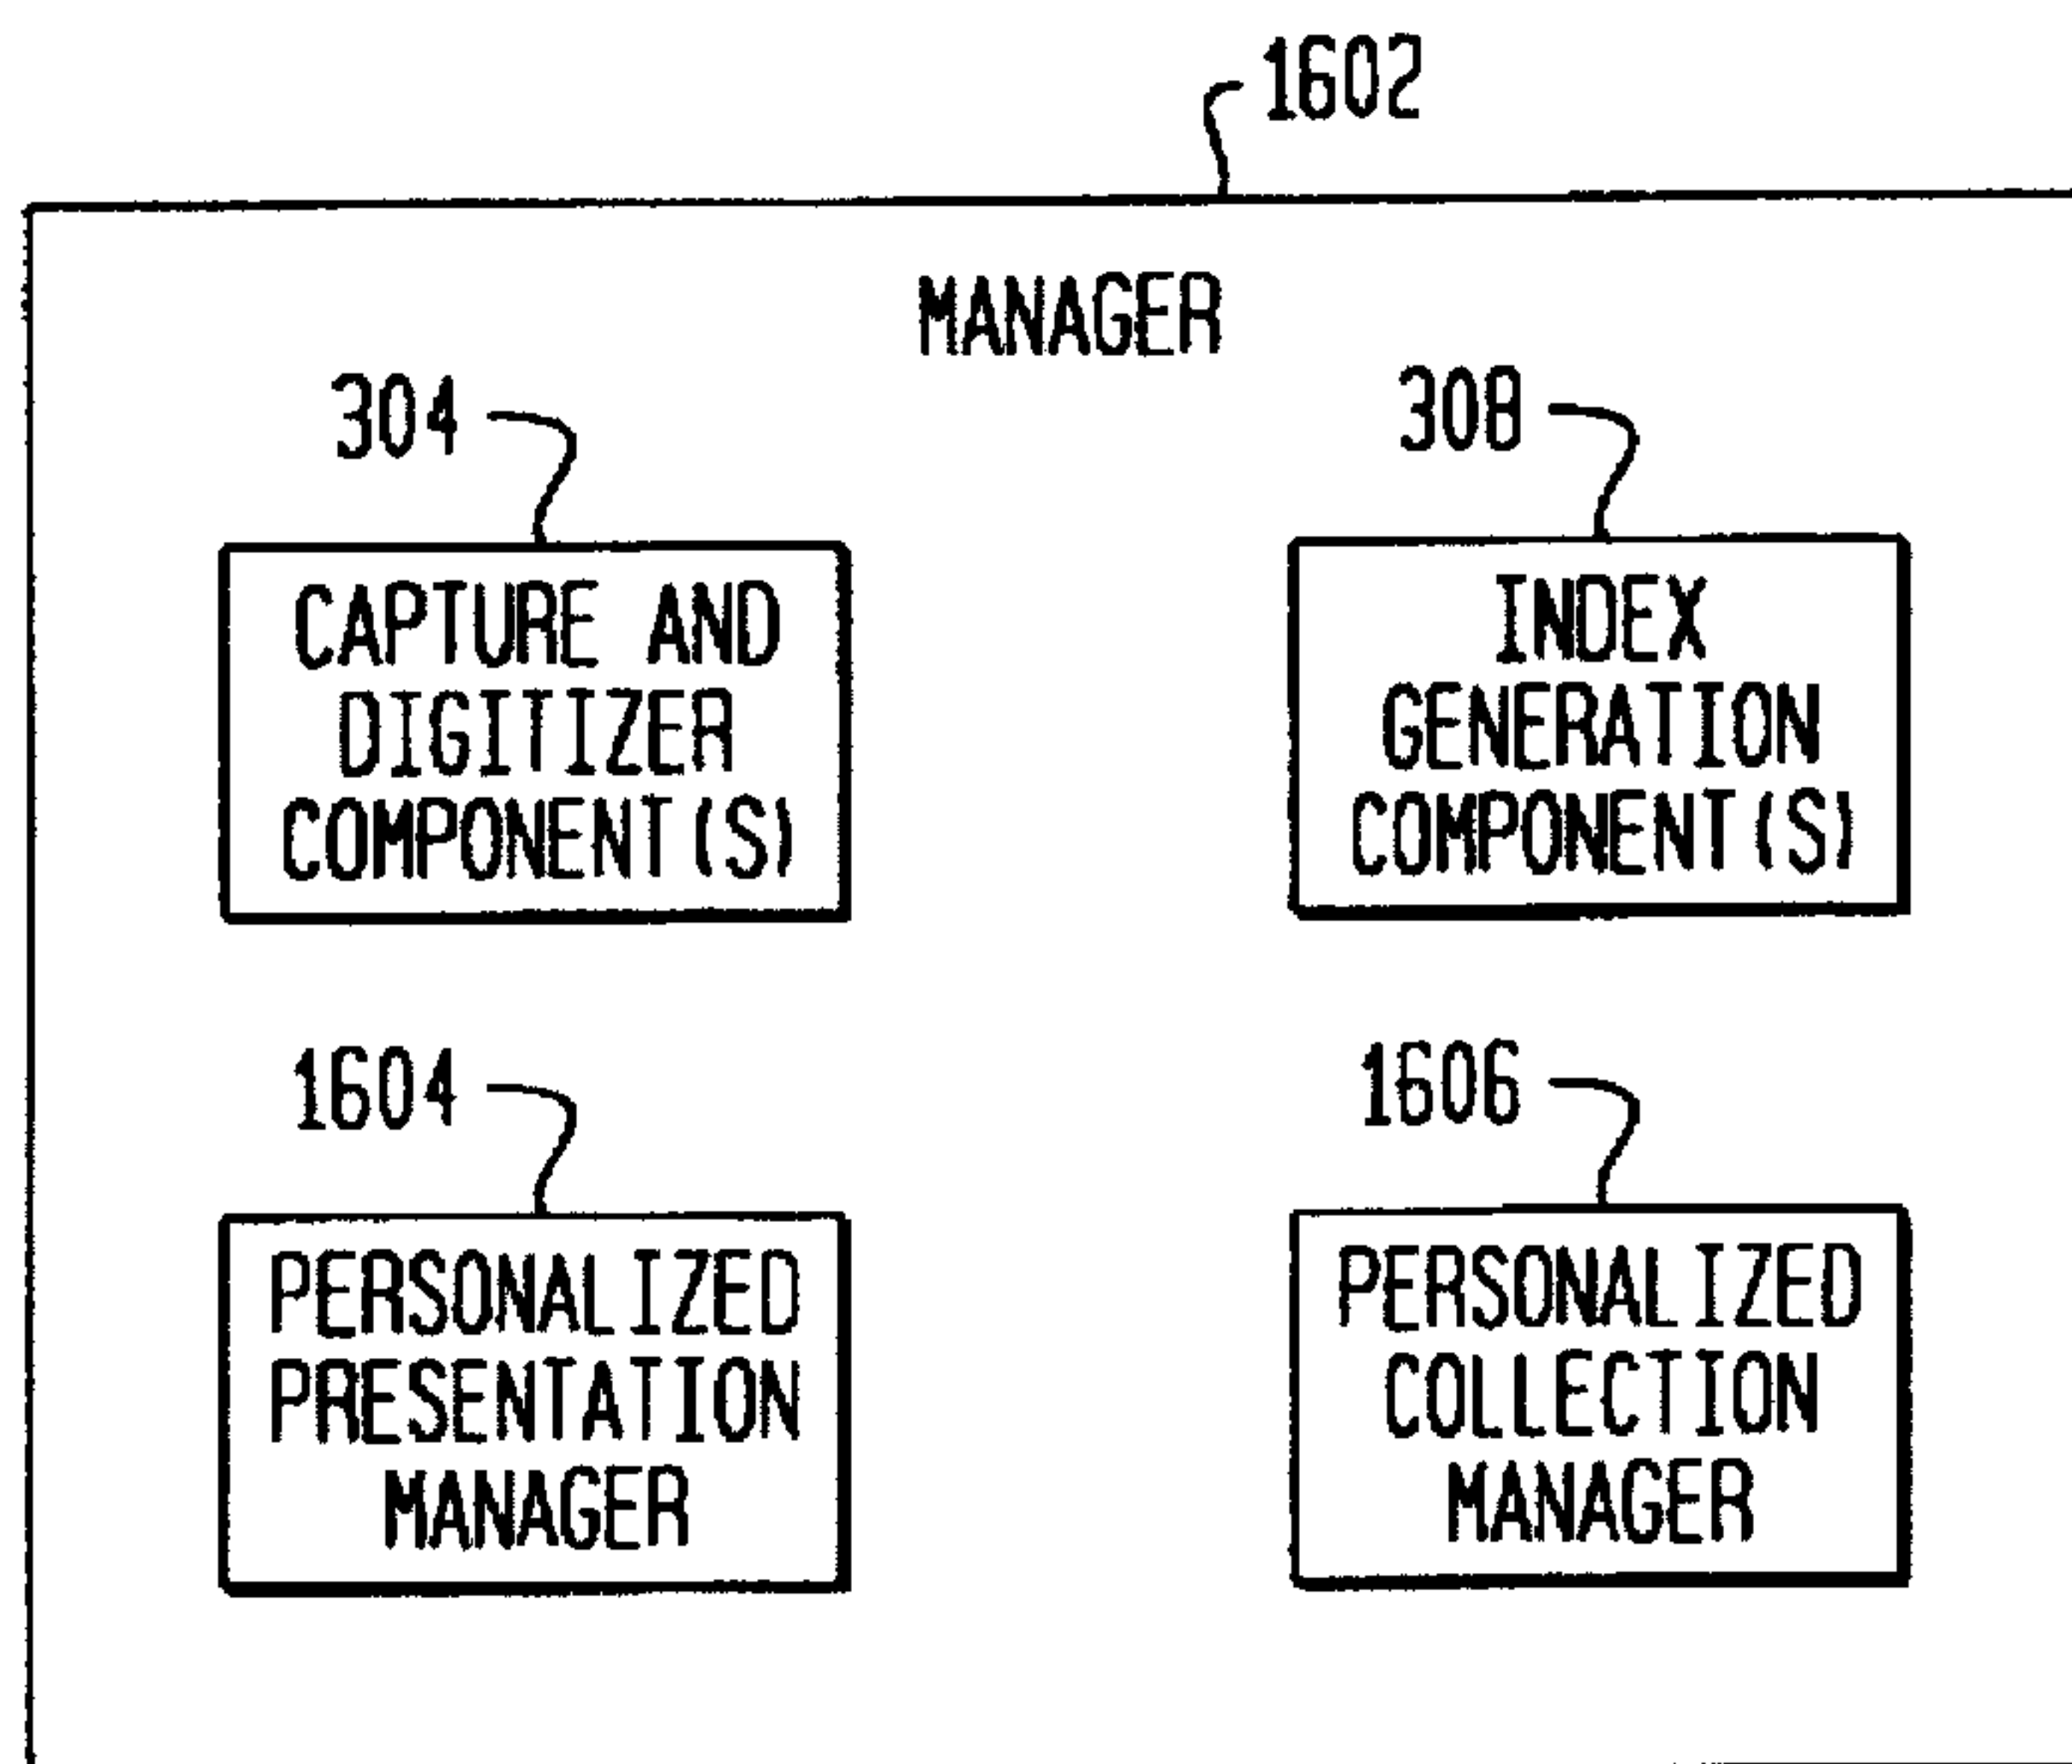 1602
MANAGER
304
CAPTURE AND
DIGITIZER
COMPONENT(S)
308
INDEX
GENERATION
COMPONENT(S)
1604
PERSONALIZED
PRESENTATION
MANAGER
1606
PERSONALIZED
COLLECTION
MANAGER